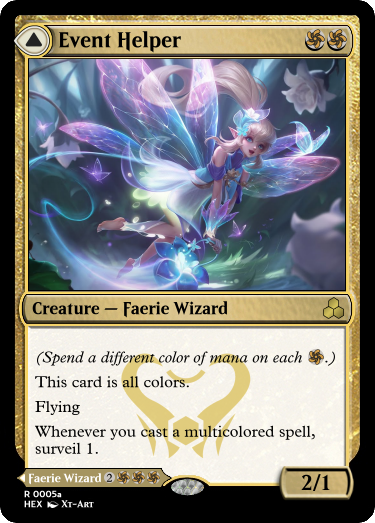 Event Helper
Creature — Faerie Wizard
(Spend a different color of mana on each .)
This card is all colors.
Flying
Whenever you cast a multicolored spell,
surveil 1.
Faerie Wizard 2
2/1
R 0005a
HEX Xt-Art